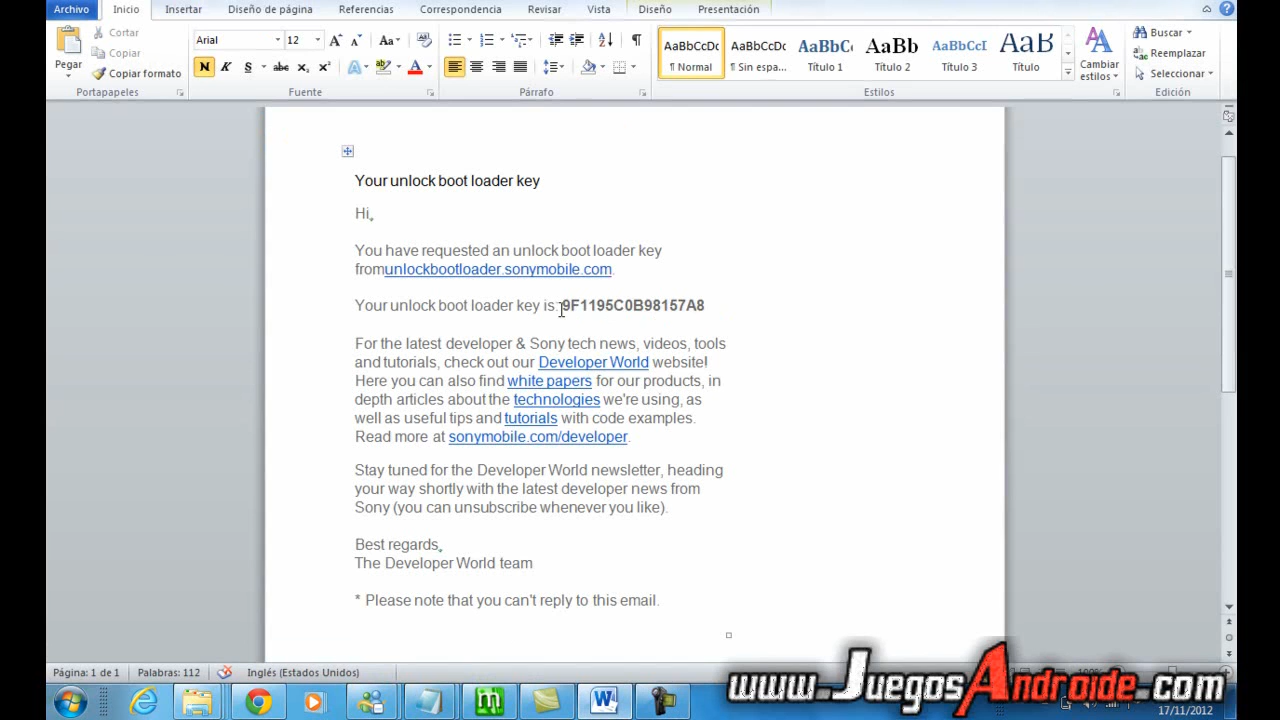 Archivo Inicio Insertar Diseño de página Referencias Correspondencia Revisar Vista Diseño Presentación
Pegar
Cortar
Copiar
Copiar formato
Portapapeles
Arial 12
Fuente
Párrafo
AaBbCcDc AaBbCcDc AaBbC AaBb AaBbCcI AaB
¶ Normal ¶ Sin espa... Título 1 Título 2 Título 3 Título
Cambiar
estilos
Estilos
Buscar
Reemplazar
Seleccionar
Edición
Your unlock boot loader key
Hi,
You have requested an unlock boot loader key
fromunlockbootloader.sonymobile.com.
Your unlock boot loader key is: 9F1195C0B98157A8
For the latest developer & Sony tech news, videos, tools
and tutorials, check out our Developer World website!
Here you can also find white papers for our products, in
depth articles about the technologies we're using, as
well as useful tips and tutorials with code examples.
Read more at sonymobile.com/developer.
Stay tuned for the Developer World newsletter, heading
your way shortly with the latest developer news from
Sony (you can unsubscribe whenever you like).
Best regards,
The Developer World team
* Please note that you can't reply to this email.
Página: 1 de 1 Palabras: 112 Inglés (Estados Unidos)
www.JuegosAndroide.com
17/11/2012